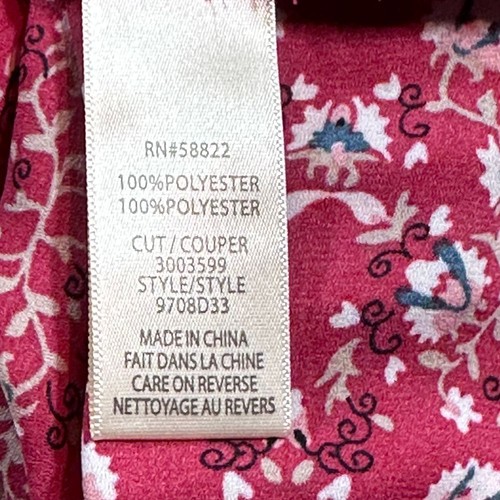 RN#58822
100%POLYESTER
100%POLYESTER
CUT/COUPER
3003599
STYLE/STYLE
9708D33
MADE IN CHINA
FAIT DANS LA CHINE
CARE ON REVERSE
NETTOYAGE AU REVERS